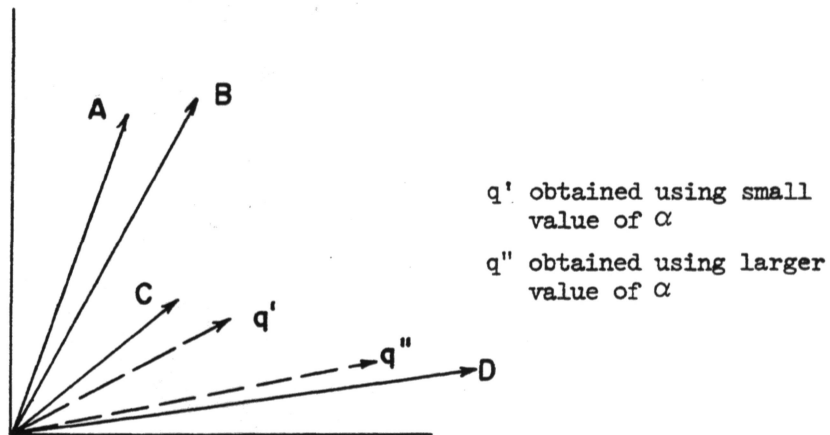 A
B
C
q'
q"
D
q' obtained using small
value of α
q" obtained using larger
value of α